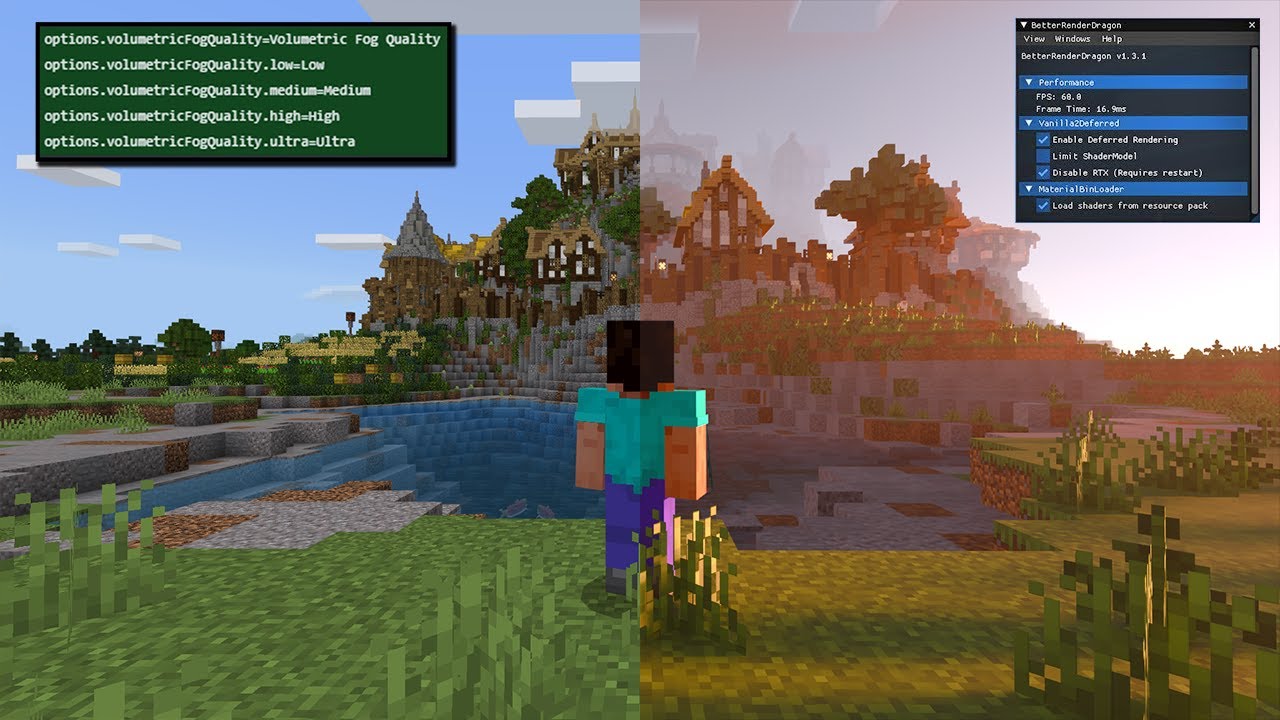 options.volumetricFogQuality=Volumetric Fog Quality
options.volumetricFogQuality.low=Low
options.volumetricFogQuality.medium=Medium
options.volumetricFogQuality.high=High
options.volumetricFogQuality.ultra=Ultra
BetterRenderDragon
View Windows Help
BetterRenderDragon v1.3.1
Performance
FPS: 60.0
Frame Time: 16.9ms
Vanilla2Deferred
Enable Deferred Rendering
Limit ShaderModel
Disable RTX (Requires restart)
MaterialBinLoader
Load shaders from resource pack